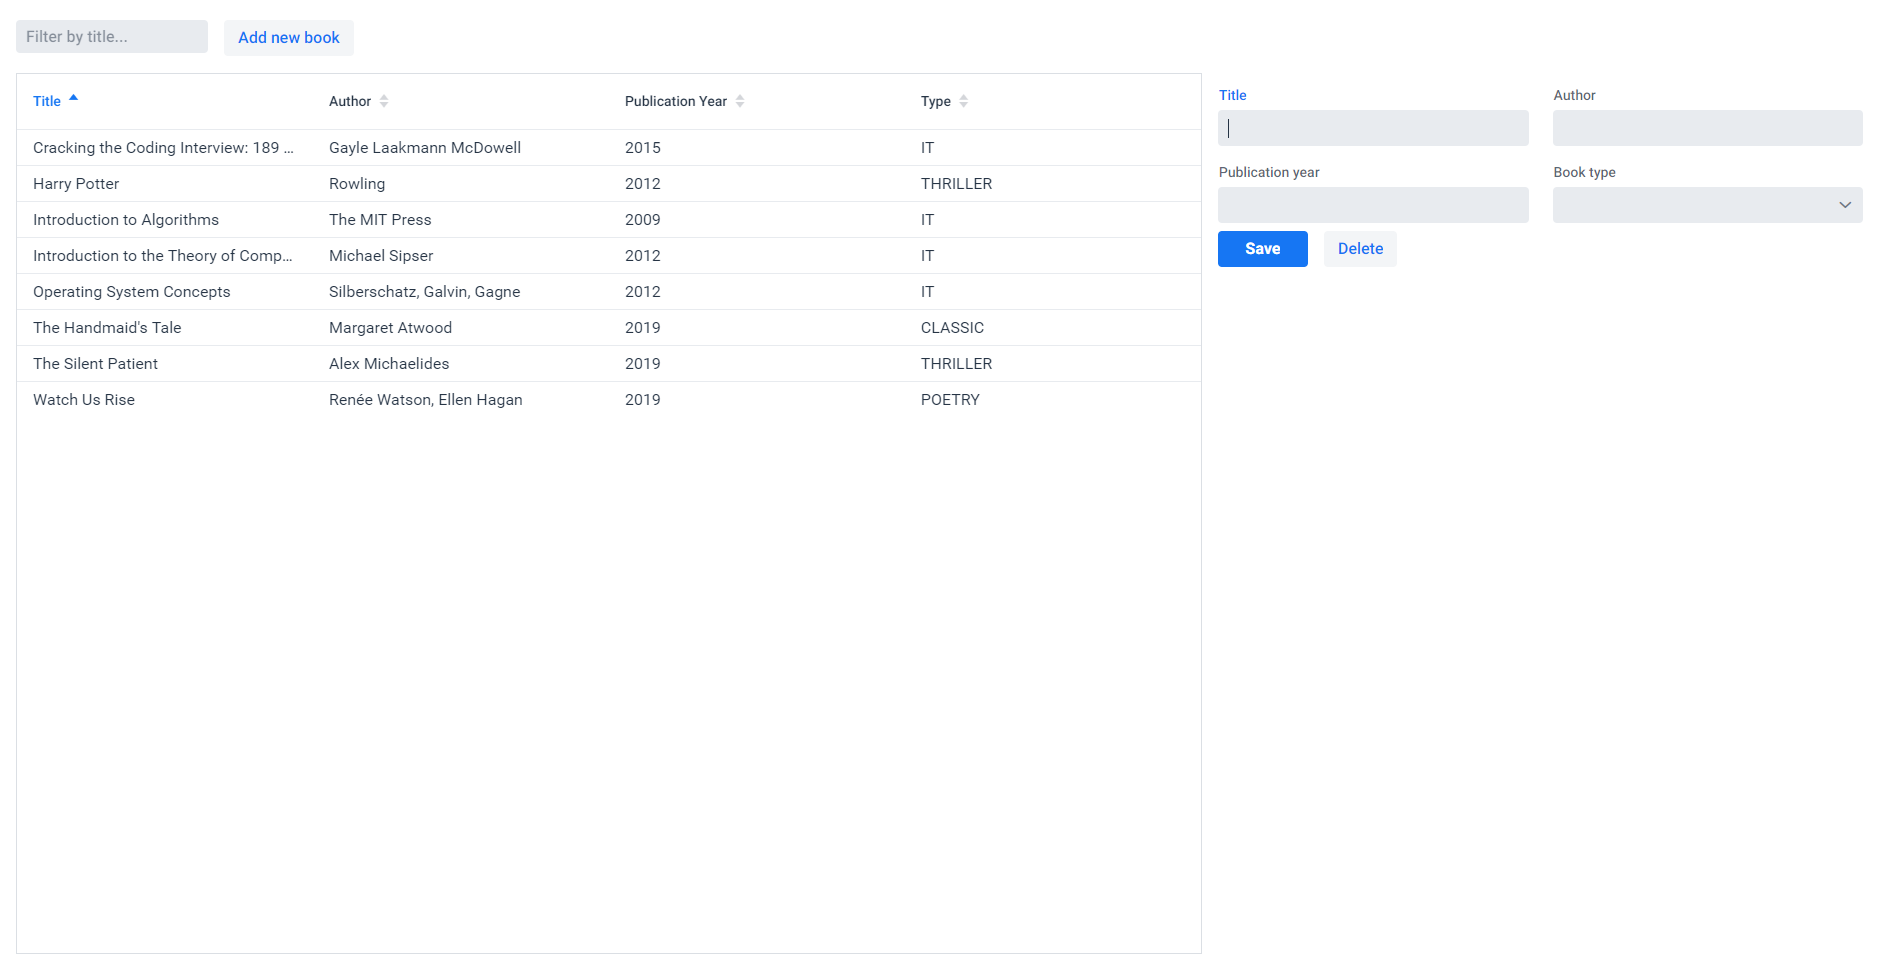 Filter by title...
Add new book
Title Author Publication Year Type
Cracking the Coding Interview: 189 ... Gayle Laakmann McDowell 2015 IT
Harry Potter Rowling 2012 THRILLER
Introduction to Algorithms The MIT Press 2009 IT
Introduction to the Theory of Comp... Michael Sipser 2012 IT
Operating System Concepts Silberschatz, Galvin, Gagne 2012 IT
The Handmaid's Tale Margaret Atwood 2019 CLASSIC
The Silent Patient Alex Michaelides 2019 THRILLER
Watch Us Rise Renée Watson, Ellen Hagan 2019 POETRY
Title Author
Publication year Book type
Save Delete